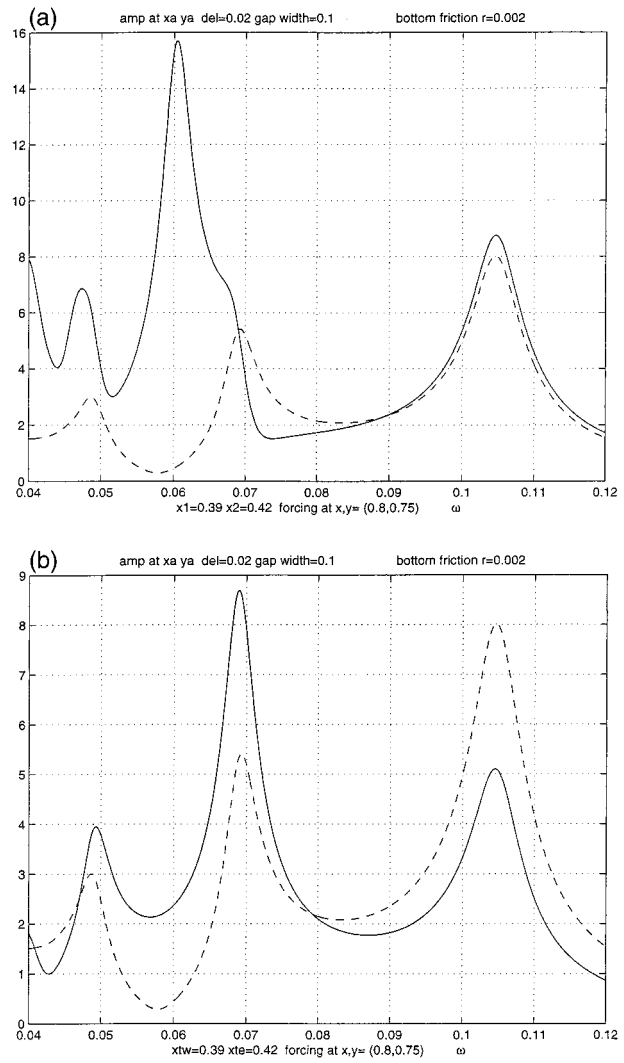 (a)
amp at xa ya del=0.02 gap width=0.1 bottom friction r=0.002
16
14
12
10
8
6
4
2
0
0.04 0.05 0.06 0.07 0.08 0.09 0.1 0.11 0.12
x1=0.39 x2=0.42 forcing at x,y= (0.8,0.75) ω
(b)
amp at xa ya del=0.02 gap width=0.1 bottom friction r=0.002
9
8
7
6
5
4
3
2
1
0
0.04 0.05 0.06 0.07 0.08 0.09 0.1 0.11 0.12
xtw=0.39 xte=0.42 forcing at x,y= (0.8,0.75) ω